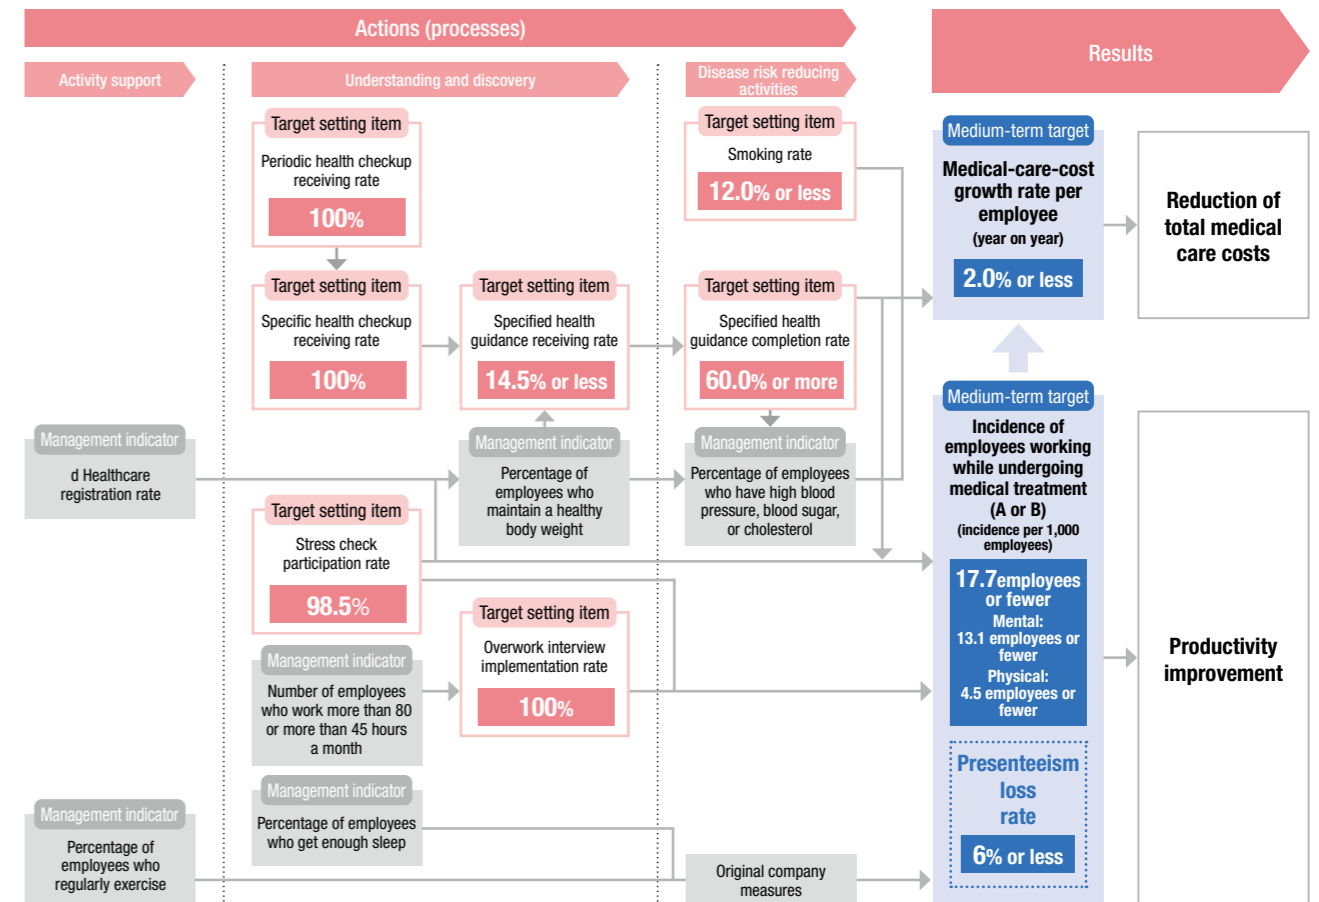 Actions (processes)
Results
Activity support
Understanding and discovery
Disease risk reducing
activities
Target setting item
Periodic health checkup
receiving rate
100%
Target setting item
Smoking rate
12.0% or less
Target setting item
Specific health checkup
receiving rate
100%
Target setting item
Specified health
guidance receiving rate
14.5% or less
Target setting item
Specified health
guidance completion rate
60.0% or more
Management indicator
d Healthcare
registration rate
Management indicator
Percentage of
employees who
maintain a healthy
body weight
Management indicator
Percentage of employees
who have high blood
pressure, blood sugar,
or cholesterol
Target setting item
Stress check
participation rate
98.5%
Target setting item
Overwork interview
implementation rate
100%
Management indicator
Number of employees
who work more than 80
or more than 45 hours
a month
Management indicator
Percentage of employees
who get enough sleep
Management indicator
Percentage of
employees who
regularly exercise
Original company
measures
Medium-term target
Medical-care-cost
growth rate per
employee
(year on year)
2.0% or less
Reduction of
total medical
care costs
Medium-term target
Incidence of
employees working
while undergoing
medical treatment
(A or B)
(incidence per 1,000
employees)
17.7employees
or fewer
Mental:
13.1 employees or
fewer
Physical:
4.5 employees or
fewer
Presenteeism
loss
rate
6% or less
Productivity
improvement